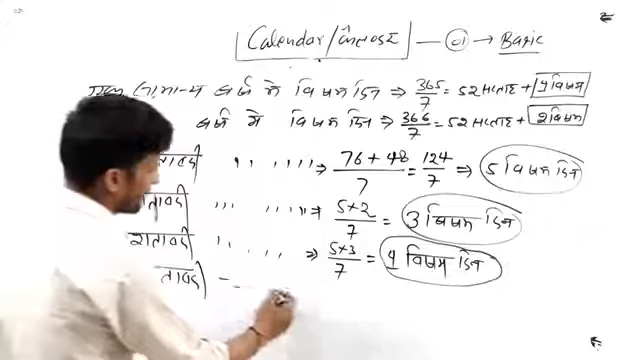 Calendar/कैलेण्डर — 01 → Basic
वर्ष में विषम दिन ⇒ 365/7 = 52 सप्ताह + 1 विषम
वर्ष में विषम दिन ⇒ 366/7 = 52 सप्ताह + 2 विषम
ताब्दी " " " ⇒ 76 + 48/7 = 124/7 ⇒ 5 विषम दिन
ताब्दी " " " ⇒ 5×2/7 = 3 विषम दिन
शताब्दी " " ⇒ 5×3/7 = 1 विषम दिन
ताब्दी –